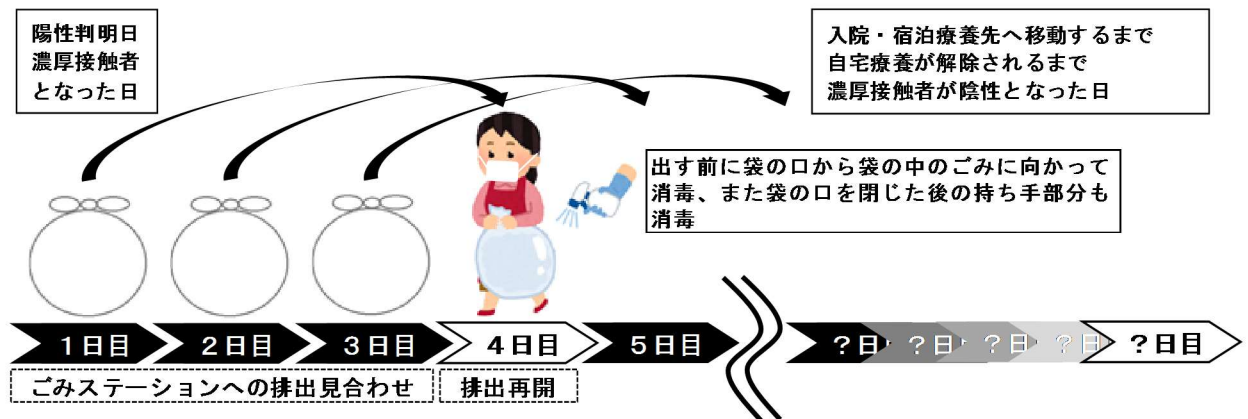 陽性判明日
濃厚接触者
となった日
入院・宿泊療養先へ移動するまで
自宅療養が解除されるまで
濃厚接触者が陰性となった日
出す前に袋の口から袋の中のごみに向かって
消毒、また袋の口を閉じた後の持ち手部分も
消毒
1日目 2日目 3日目 4日目 5日目 ?日 ?日 ?日 ?日 ?日目
ごみステーションへの排出見合わせ 排出再開